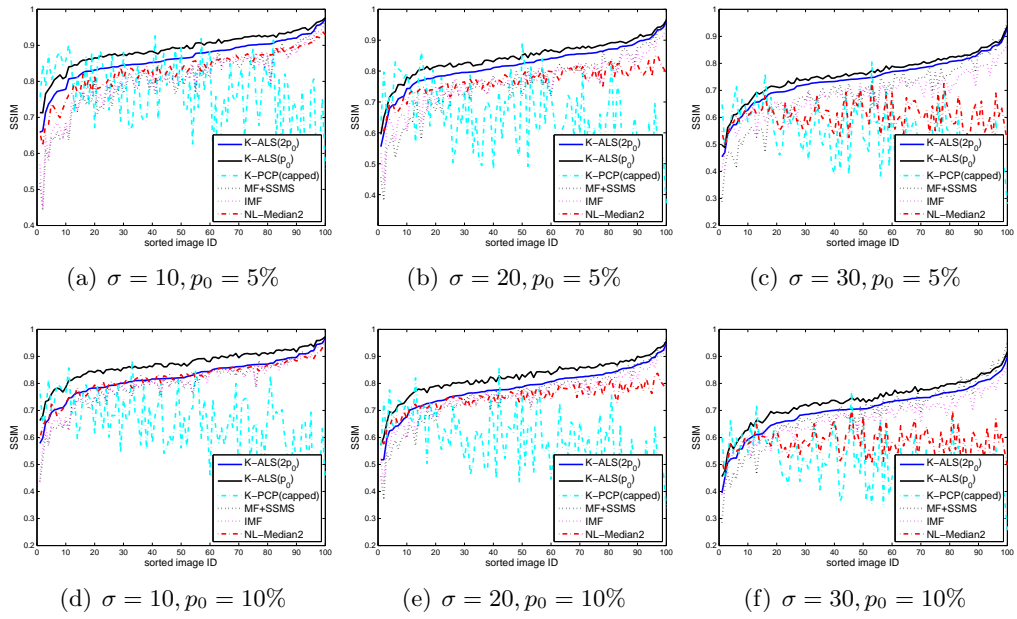 SSIM
1
0.9
0.8
0.7
0.6
0.5
0.4
0 10 20 30 40 50 60 70 80 90 100
sorted image ID
K−ALS(2p₀)
K−ALS(p₀)
K−PCP(capped)
MF+SSMS
IMF
NL−Median2
(a) σ = 10, p₀ = 5%
SSIM
1
0.9
0.8
0.7
0.6
0.5
0.4
0 10 20 30 40 50 60 70 80 90 100
sorted image ID
K−ALS(2p₀)
K−ALS(p₀)
K−PCP(capped)
MF+SSMS
IMF
NL−Median2
(b) σ = 20, p₀ = 5%
SSIM
1
0.9
0.8
0.7
0.6
0.5
0.4
0.3
0.2
0 10 20 30 40 50 60 70 80 90 100
sorted image ID
K−ALS(2p₀)
K−ALS(p₀)
K−PCP(capped)
MF+SSMS
IMF
NL−Median2
(c) σ = 30, p₀ = 5%
SSIM
1
0.9
0.8
0.7
0.6
0.5
0.4
0.3
0.2
0 10 20 30 40 50 60 70 80 90 100
sorted image ID
K−ALS(2p₀)
K−ALS(p₀)
K−PCP(capped)
MF+SSMS
IMF
NL−Median2
(d) σ = 10, p₀ = 10%
SSIM
1
0.9
0.8
0.7
0.6
0.5
0.4
0.3
0.2
0 10 20 30 40 50 60 70 80 90 100
sorted image ID
K−ALS(2p₀)
K−ALS(p₀)
K−PCP(capped)
MF+SSMS
IMF
NL−Median2
(e) σ = 20, p₀ = 10%
SSIM
1
0.9
0.8
0.7
0.6
0.5
0.4
0.3
0.2
0 10 20 30 40 50 60 70 80 90 100
sorted image ID
K−ALS(2p₀)
K−ALS(p₀)
K−PCP(capped)
MF+SSMS
IMF
NL−Median2
(f) σ = 30, p₀ = 10%